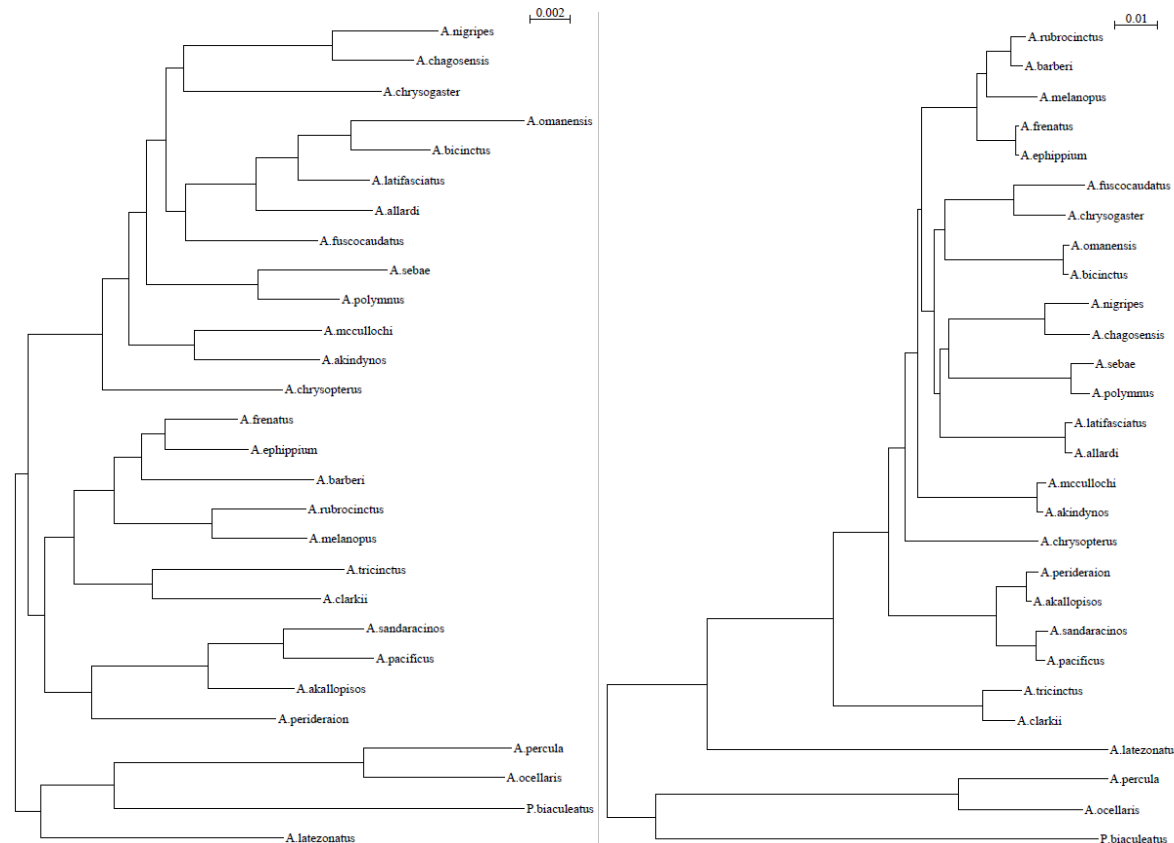 0.002
A.nigripes
A.chagosensis
A.chrysogaster
A.omanensis
A.bicinctus
A.latifasciatus
A.allardi
A.fuscocaudatus
A.sebae
A.polymnus
A.mccullochi
A.akindynos
A.chrysopterus
A.frenatus
A.ephippium
A.barberi
A.rubrocinctus
A.melanopus
A.tricinctus
A.clarkii
A.sandaracinos
A.pacificus
A.akallopisos
A.perideraion
A.percula
A.ocellaris
P.biaculeatus
A.latezonatus
0.01
A.rubrocinctus
A.barberi
A.melanopus
A.frenatus
A.ephippium
A.fuscocaudatus
A.chrysogaster
A.omanensis
A.bicinctus
A.nigripes
A.chagosensis
A.sebae
A.polymnus
A.latifasciatus
A.allardi
A.mccullochi
A.akindynos
A.chrysopterus
A.perideraion
A.akallopisos
A.sandaracinos
A.pacificus
A.tricinctus
A.clarkii
A.latezonatu
A.percula
A.ocellaris
P.biaculeatus